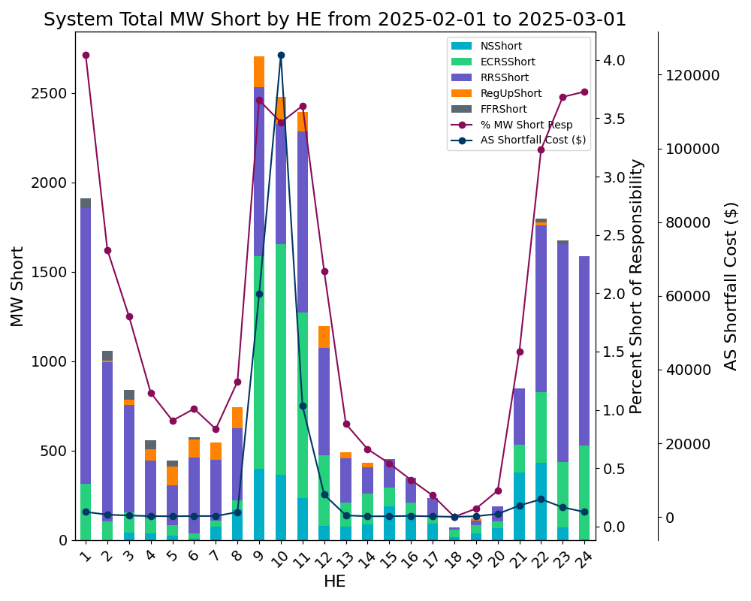 System Total MW Short by HE from 2025-02-01 to 2025-03-01
NSShort
ECRSShort
RRSShort
RegUpShort
FFRShort
% MW Short Resp
AS Shortfall Cost ($)
MW Short
2500
2000
1500
1000
500
0
4.0
3.5
3.0
2.5
2.0
1.5
1.0
0.5
0.0
Percent Short of Responsibility
120000
100000
80000
60000
40000
20000
0
AS Shortfall Cost ($)
1 2 3 4 5 6 7 8 9 10 11 12 13 14 15 16 17 18 19 20 21 22 23 24
HE